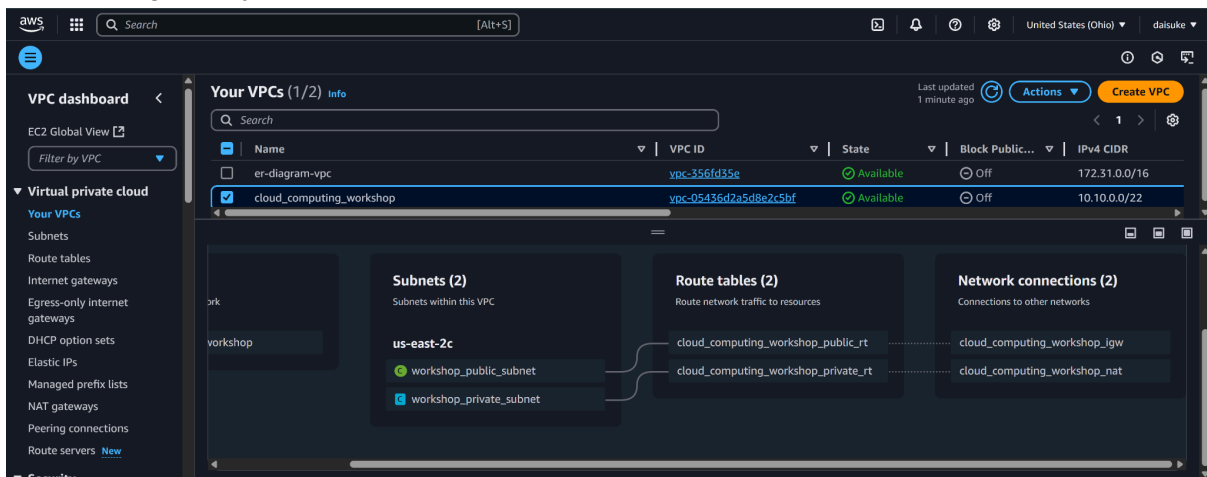 aws
Search [Alt+S] United States (Ohio) ▼ daisuke ▼
VPC dashboard
EC2 Global View
Filter by VPC
▼ Virtual private cloud
Your VPCs
Subnets
Route tables
Internet gateways
Egress-only internet
gateways
DHCP option sets
Elastic IPs
Managed prefix lists
NAT gateways
Peering connections
Route servers New
Your VPCs (1/2) Info
Last updated
1 minute ago
Actions ▼
Create VPC
Search
1
Name VPC ID State Block Public... IPv4 CIDR
er-diagram-vpc vpc-356fd35e Available Off 172.31.0.0/16
cloud_computing_workshop vpc-05436d2a5d8e2c5bf Available Off 10.10.0.0/22
ork
workshop
Subnets (2)
Subnets within this VPC
us-east-2c
C workshop_public_subnet
C workshop_private_subnet
Route tables (2)
Route network traffic to resources
cloud_computing_workshop_public_rt
cloud_computing_workshop_private_rt
Network connections (2)
Connections to other networks
cloud_computing_workshop_igw
cloud_computing_workshop_nat